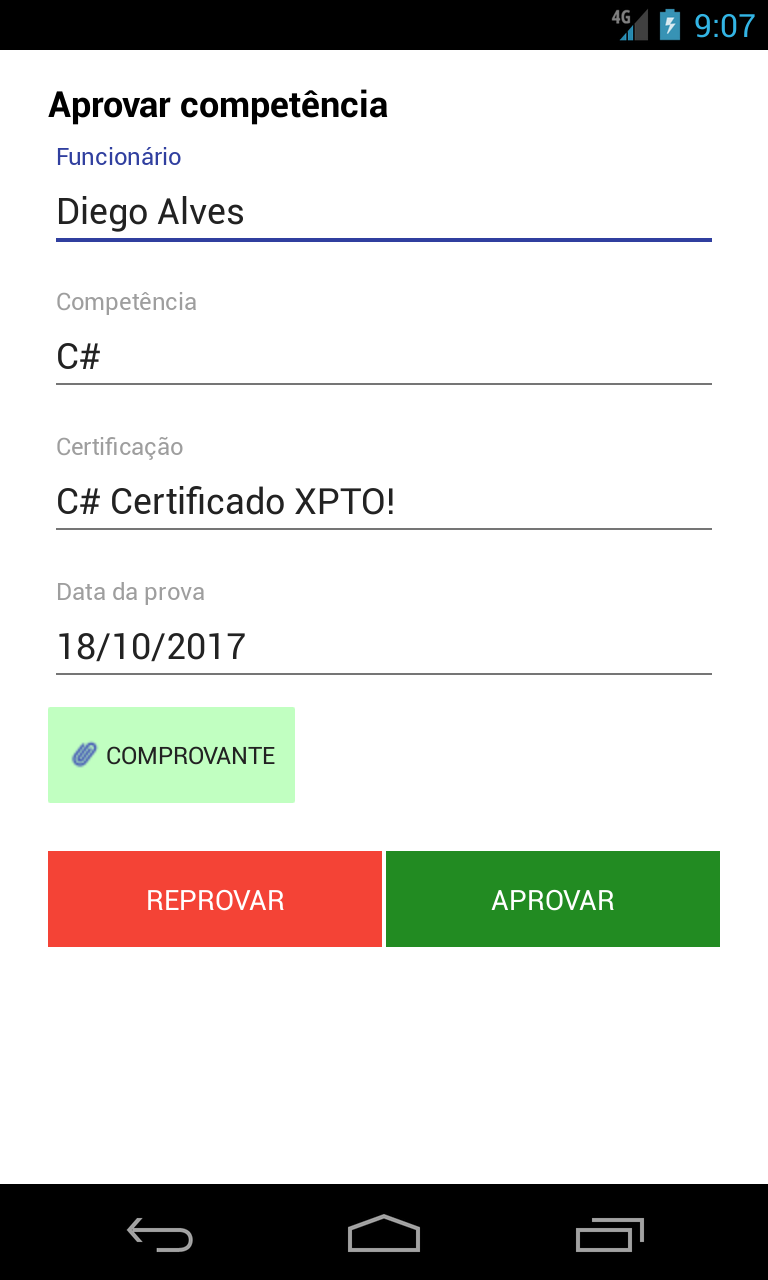 4G 9:07
Aprovar competência
Funcionário
Diego Alves
Competência
C#
Certificação
C# Certificado XPTO!
Data da prova
18/10/2017
COMPROVANTE
REPROVAR APROVAR